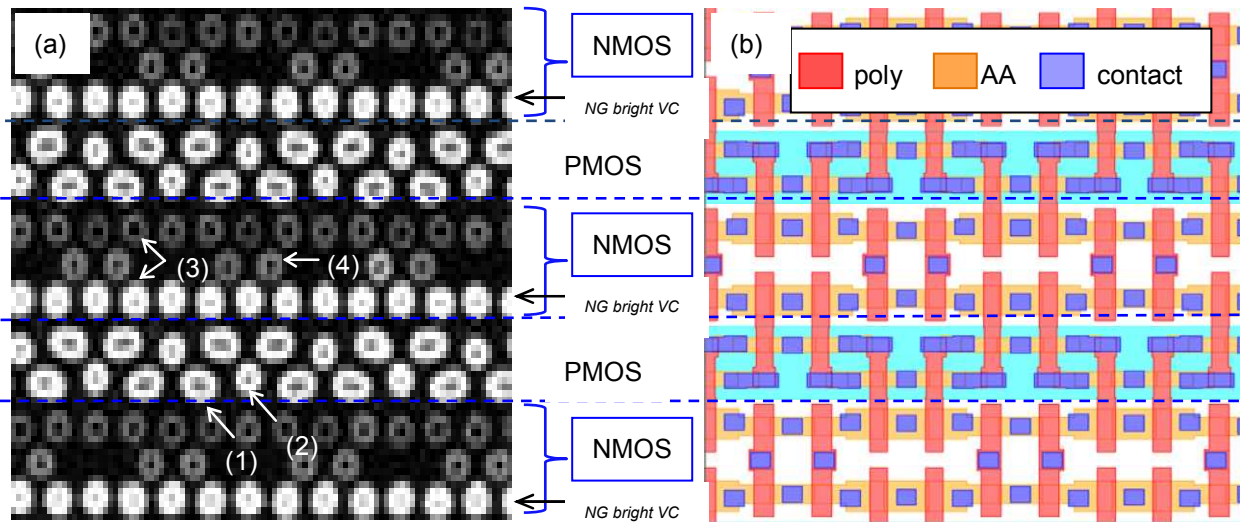 (a)
NMOS
NG bright VC
PMOS
NMOS
(3)
(4)
NG bright VC
PMOS
(1)
(2)
NMOS
NG bright VC
(b)
poly
AA
contact